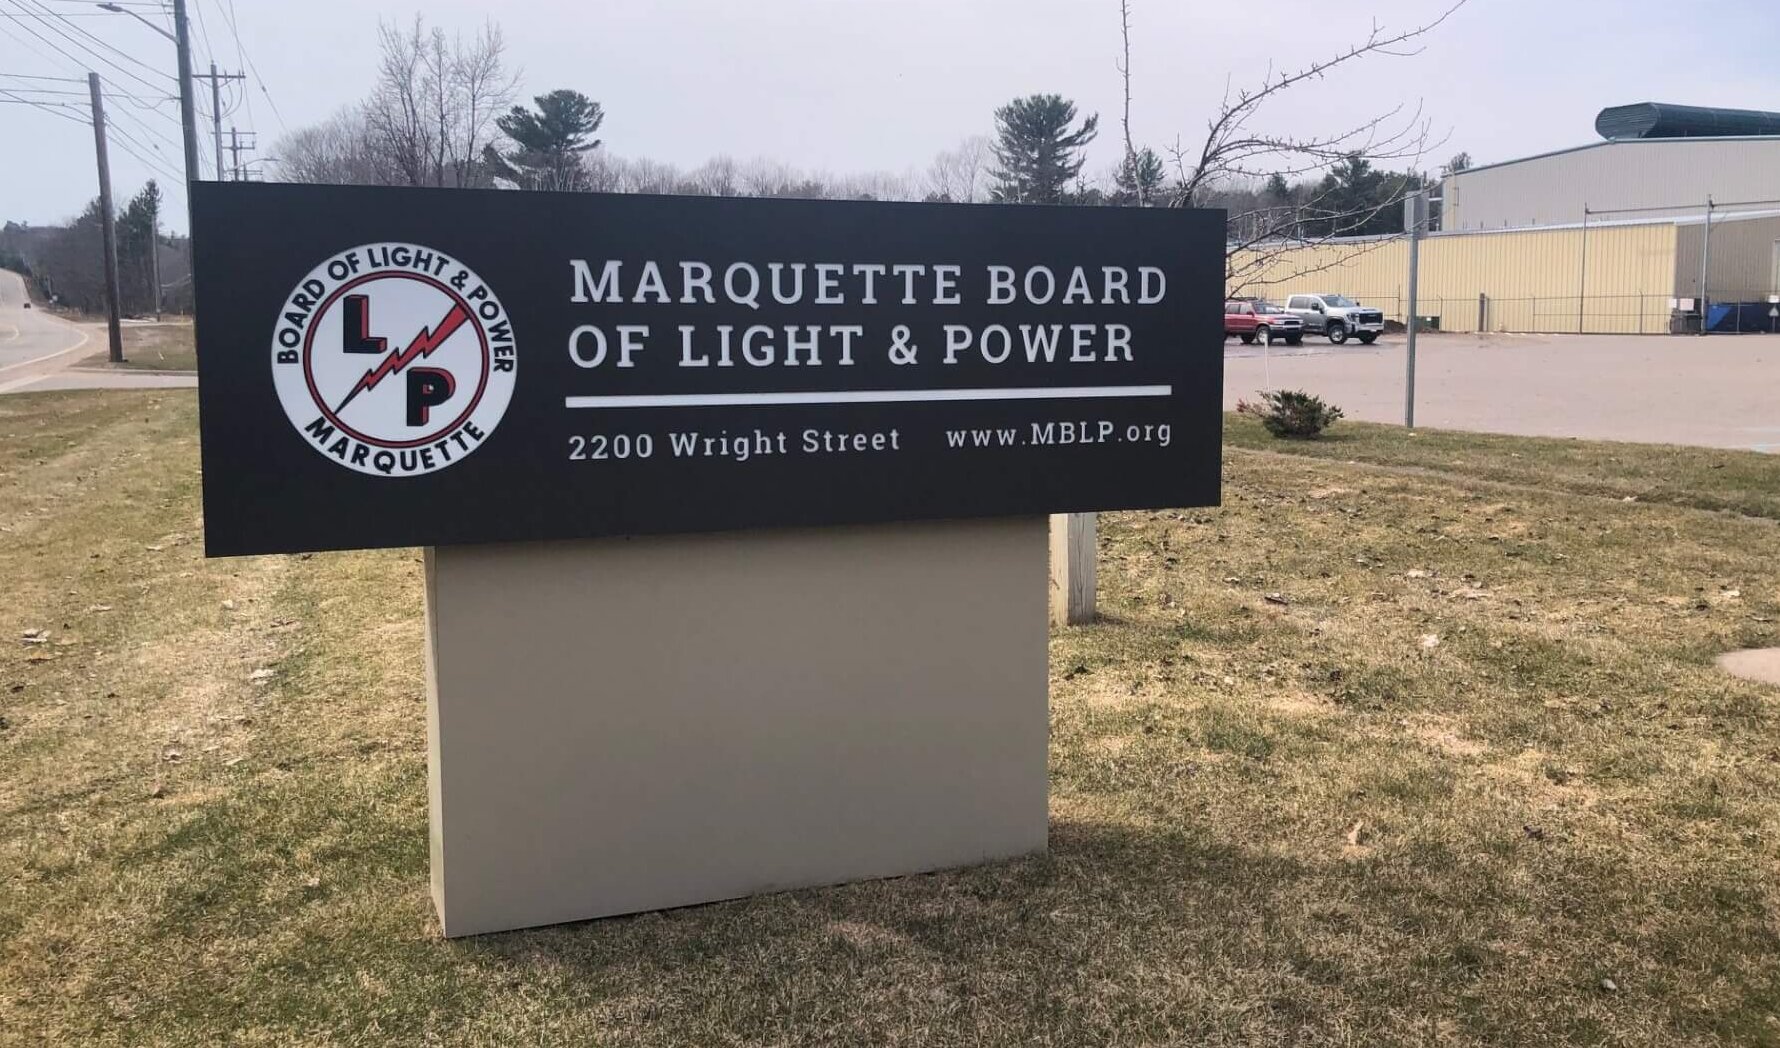 BOARD OF LIGHT & POWER
L
P
MARQUETTE
MARQUETTE BOARD
OF LIGHT & POWER
2200 Wright Street www.MBLP.org